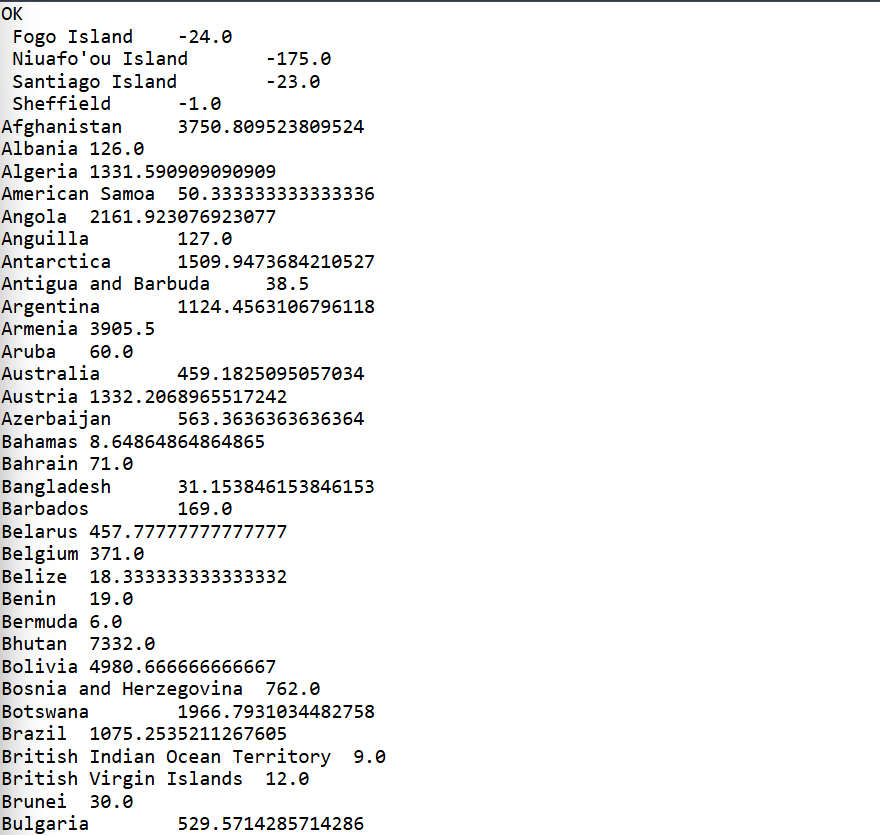 OK
 Fogo Island	-24.0
 Niuafo'ou Island	-175.0
 Santiago Island	-23.0
 Sheffield	-1.0
Afghanistan	3750.809523809524
Albania	126.0
Algeria	1331.590909090909
American Samoa	50.333333333333336
Angola	2161.923076923077
Anguilla	127.0
Antarctica	1509.9473684210527
Antigua and Barbuda	38.5
Argentina	1124.4563106796118
Armenia	3905.5
Aruba	60.0
Australia	459.1825095057034
Austria	1332.2068965517242
Azerbaijan	563.3636363636364
Bahamas	8.64864864864865
Bahrain	71.0
Bangladesh	31.153846153846153
Barbados	169.0
Belarus	457.77777777777777
Belgium	371.0
Belize	18.333333333333332
Benin	19.0
Bermuda	6.0
Bhutan	7332.0
Bolivia	4980.666666666667
Bosnia and Herzegovina	762.0
Botswana	1966.7931034482758
Brazil	1075.2535211267605
British Indian Ocean Territory	9.0
British Virgin Islands	12.0
Brunei	30.0
Bulgaria	529.5714285714286